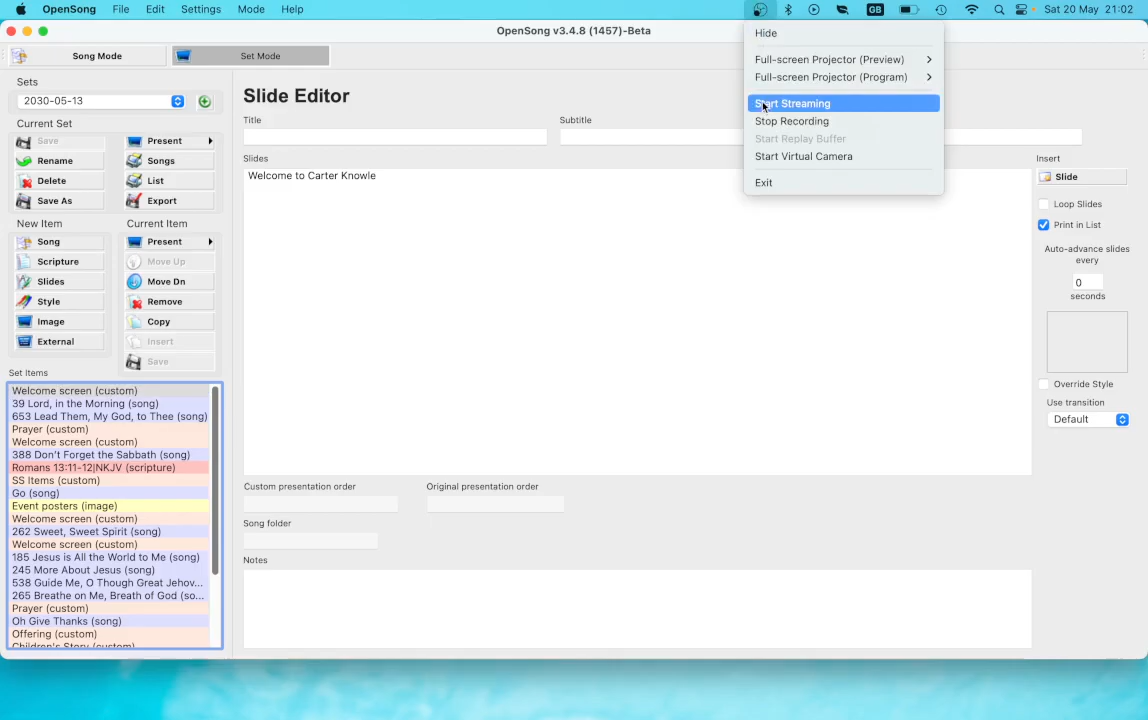 OpenSong File Edit Settings Mode Help GB Sat 20 May 21:02
OpenSong v3.4.8 (1457)-Beta
Song Mode Set Mode
Hide
Full-screen Projector (Preview)
Full-screen Projector (Program)
Start Streaming
Stop Recording
Start Replay Buffer
Start Virtual Camera
Exit
Sets
2030-05-13
Current Set
Save Present
Rename Songs
Delete List
Save As Export
New Item Current Item
Song Present
Scripture Move Up
Slides Move Dn
Style Remove
Image Copy
External Insert
Save
Set Items
Welcome screen (custom)
39 Lord, in the Morning (song)
653 Lead Them, My God, to Thee (song)
Prayer (custom)
Welcome screen (custom)
388 Don't Forget the Sabbath (song)
Romans 13:11-12|NKJV (scripture)
SS Items (custom)
Go (song)
Event posters (image)
Welcome screen (custom)
262 Sweet, Sweet Spirit (song)
Welcome screen (custom)
185 Jesus is All the World to Me (song)
245 More About Jesus (song)
538 Guide Me, O Though Great Jehov...
265 Breathe on Me, Breath of God (so...
Prayer (custom)
Oh Give Thanks (song)
Offering (custom)
Children's Story (custom)
Slide Editor
Title Subtitle
Slides
Welcome to Carter Knowle
Custom presentation order Original presentation order
Song folder
Notes
Insert
Slide
Loop Slides
Print in List
Auto-advance slides
every
0
seconds
Override Style
Use transition
Default